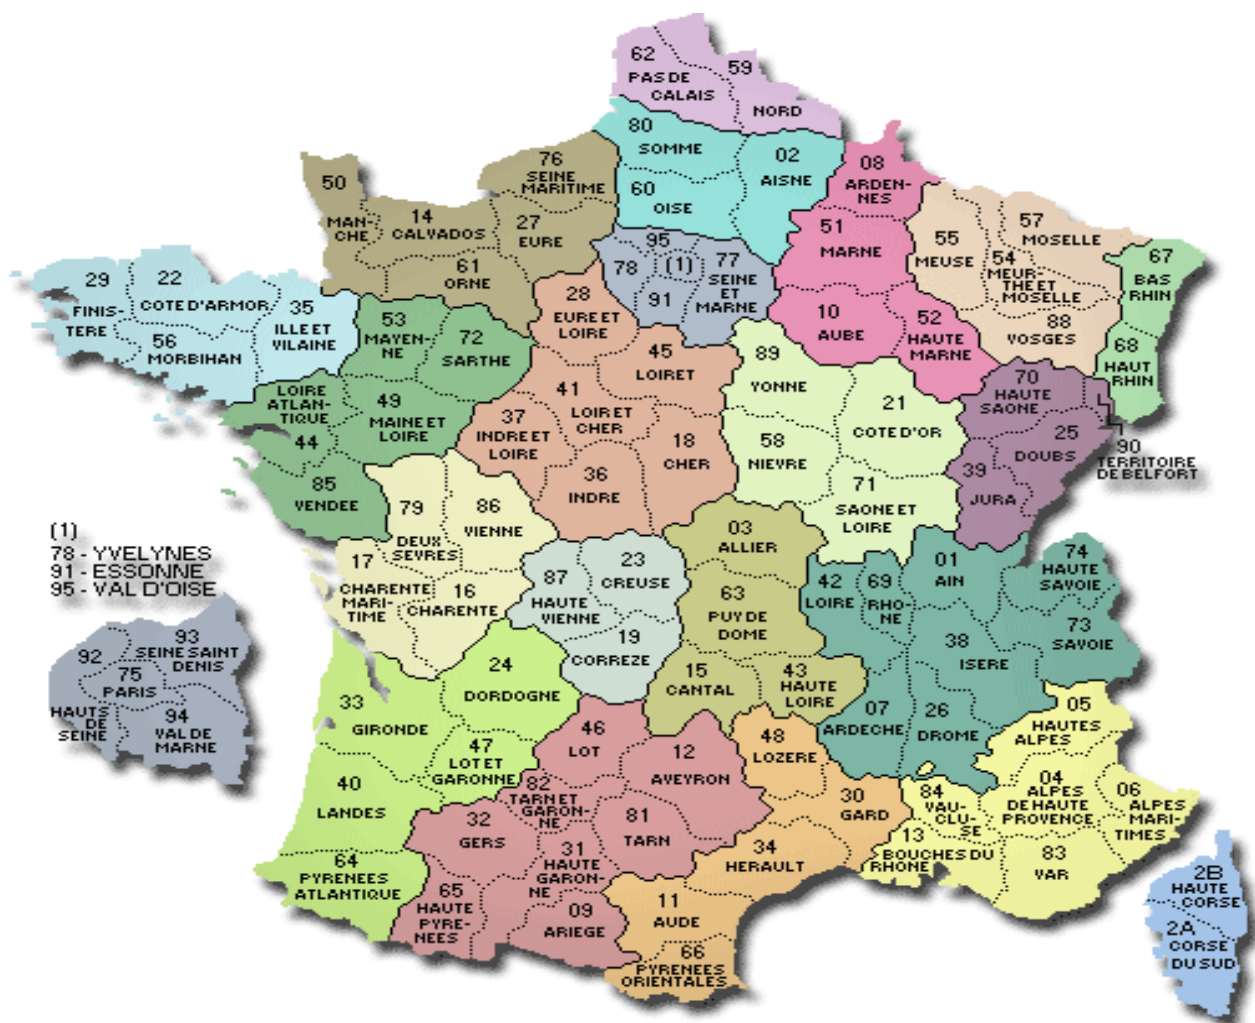 62
PAS DE
CALAIS
59
NORD
80
SOMME
02
AISNE
60
OISE
76
SEINE
MARITIME
27
EURE
50
MAN-
CHE
14
CALVADOS
61
ORNE
08
ARDEN-
NES
51
MARNE
10
AUBE
52
HAUTE
MARNE
55
MEUSE
54
MEUR-
THE ET
MOSELLE
57
MOSELLE
88
VOSGES
67
BAS
RHIN
68
HAUT
RHIN
95
78
(1)
91
77
SEINE
ET
MARNE
29
FINIS-
TERE
22
COTE D'ARMOR
56
MORBIHAN
35
ILLE ET
VILAINE
53
MAYEN-
NE
72
SARTHE
LOIRE
ATLAN-
TIQUE
44
49
MAINE ET
LOIRE
85
VENDEE
28
EURE ET
LOIRE
45
LOIRET
41
LOIR ET
CHER
37
INDRE ET
LOIRE
36
INDRE
18
CHER
89
YONNE
21
COTE D'OR
58
NIEVRE
71
SAONE ET
LOIRE
70
HAUTE
SAONE
25
DOUBS
39
JURA
90
TERRITOIRE
DE BELFORT
79
DEUX
SEVRES
86
VIENNE
17
CHARENTE
MARI-
TIME
16
CHARENTE
87
HAUTE
VIENNE
23
CREUSE
19
CORREZE
03
ALLIER
63
PUY DE
DOME
15
CANTAL
43
HAUTE
LOIRE
42
LOIRE
69
RHO-
NE
01
AIN
74
HAUTE
SAVOIE
73
SAVOIE
38
ISERE
07
ARDECHE
26
DROME
24
DORDOGNE
33
GIRONDE
47
LOT ET
GARONNE
40
LANDES
64
PYRENEES
ATLANTIQUE
46
LOT
12
AVEYRON
82
TARN ET
GARON-
NE
81
TARN
32
GERS
31
HAUTE
GARON-
NE
65
HAUTE
PYRE-
NEES
09
ARIEGE
48
LOZERE
30
GARD
34
HERAULT
11
AUDE
66
PYRENEES
ORIENTALES
05
HAUTES
ALPES
04
ALPES
DE HAUTE
PROVENCE
06
ALPES
MARI-
TIMES
84
VAU-
CLU-
SE
13
BOUCHES DU
RHONE
83
VAR
2B
HAUTE
CORSE
2A
CORSE
DU SUD
(1)
78 - YVELYNES
91 - ESSONNE
95 - VAL D'OISE
93
SEINE SAINT
DENIS
92
HAUTS
DE
SEINE
75
PARIS
94
VAL DE
MARNE